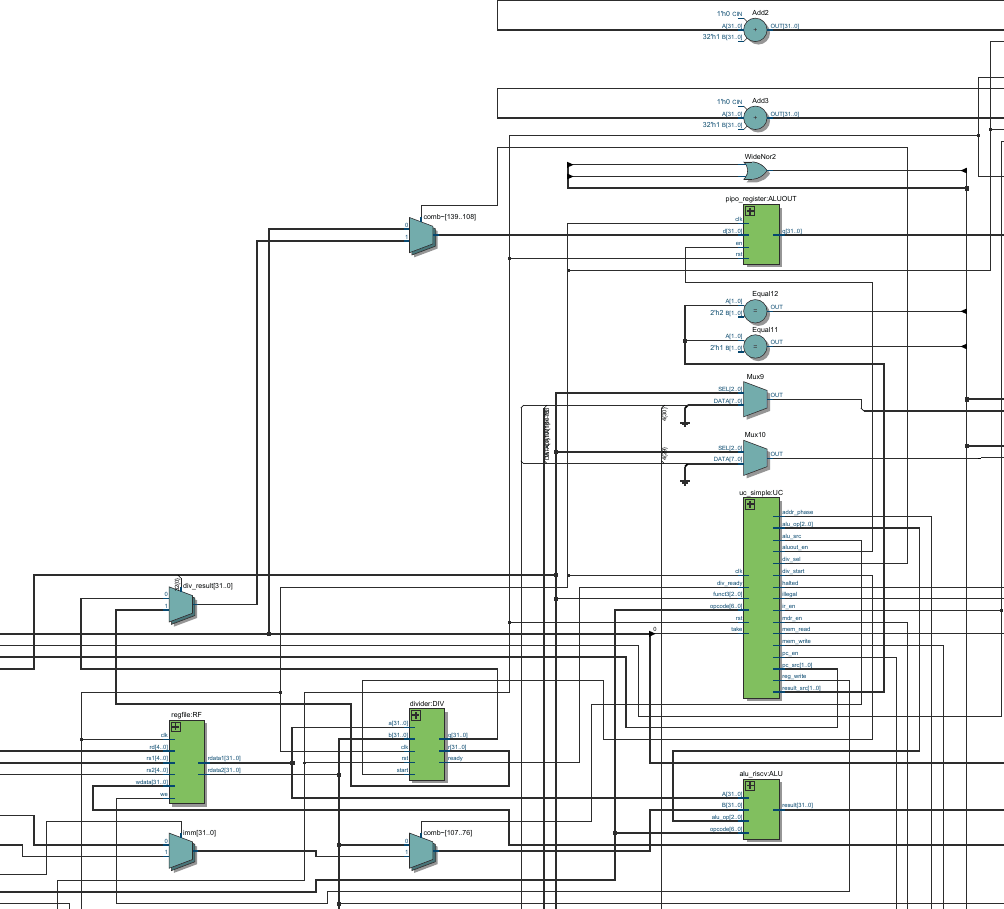 Add2
1'h0 CIN
A[31..0]
OUT[31..0]
32'h1 B[31..0]
Add3
1'h0 CIN
A[31..0]
OUT[31..0]
32'h1 B[31..0]
WideNor2
pipo_register:ALUOUT
clk
d[31..0]
q[31..0]
en
rst
comb~[139..108]
0
1
Equal12
A[1..0]
OUT
2'h2 B[1..0]
Equal11
A[1..0]
OUT
2'h1 B[1..0]
Mux9
SEL[2..0]
OUT
DATA[7..0]
Mux10
SEL[2..0]
OUT
DATA[7..0]
uc_simple:UC
addr_phase
alu_op[2..0]
alu_src
aluout_en
div_sel
clk
div_start
div_ready
halted
funct3[2..0]
illegal
opcode[6..0]
ir_en
rst
mdr_en
take
mem_read
mem_write
pc_en
pc_src[1..0]
reg_write
result_src[1..0]
0
div_result[31..0]
0
1
regfile:RF
clk
rd[4..0]
rs1[4..0]
rdata1[31..0]
rs2[4..0]
rdata2[31..0]
wdata[31..0]
we
divider:DIV
a[31..0]
b[31..0]
q[31..0]
clk
r[31..0]
rst
ready
start
alu_riscv:ALU
A[31..0]
B[31..0]
result[31..0]
alu_op[2..0]
opcode[6..0]
imm[31..0]
0
1
comb~[107..76]
0
1